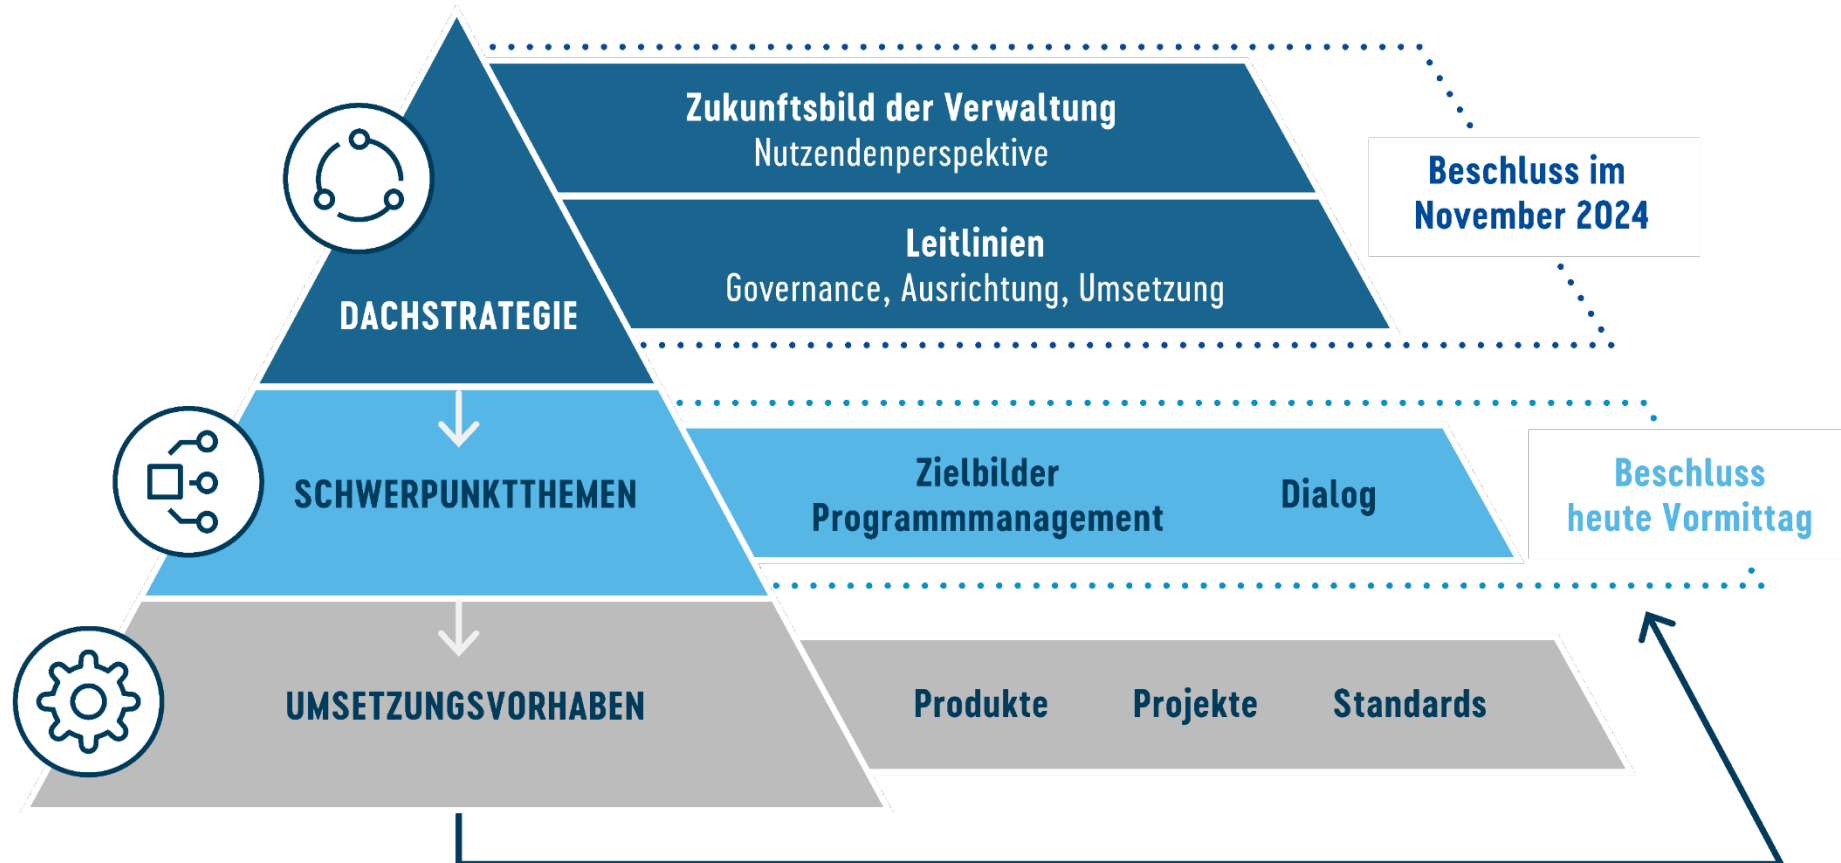 Zukunftsbild der Verwaltung
Nutzendenperspektive
Beschluss im
November 2024
Leitlinien
Governance, Ausrichtung, Umsetzung
DACHSTRATEGIE
SCHWERPUNKTTHEMEN
Zielbilder
Programmmanagement
Dialog
Beschluss
heute Vormittag
UMSETZUNGSVORHABEN
Produkte
Projekte
Standards